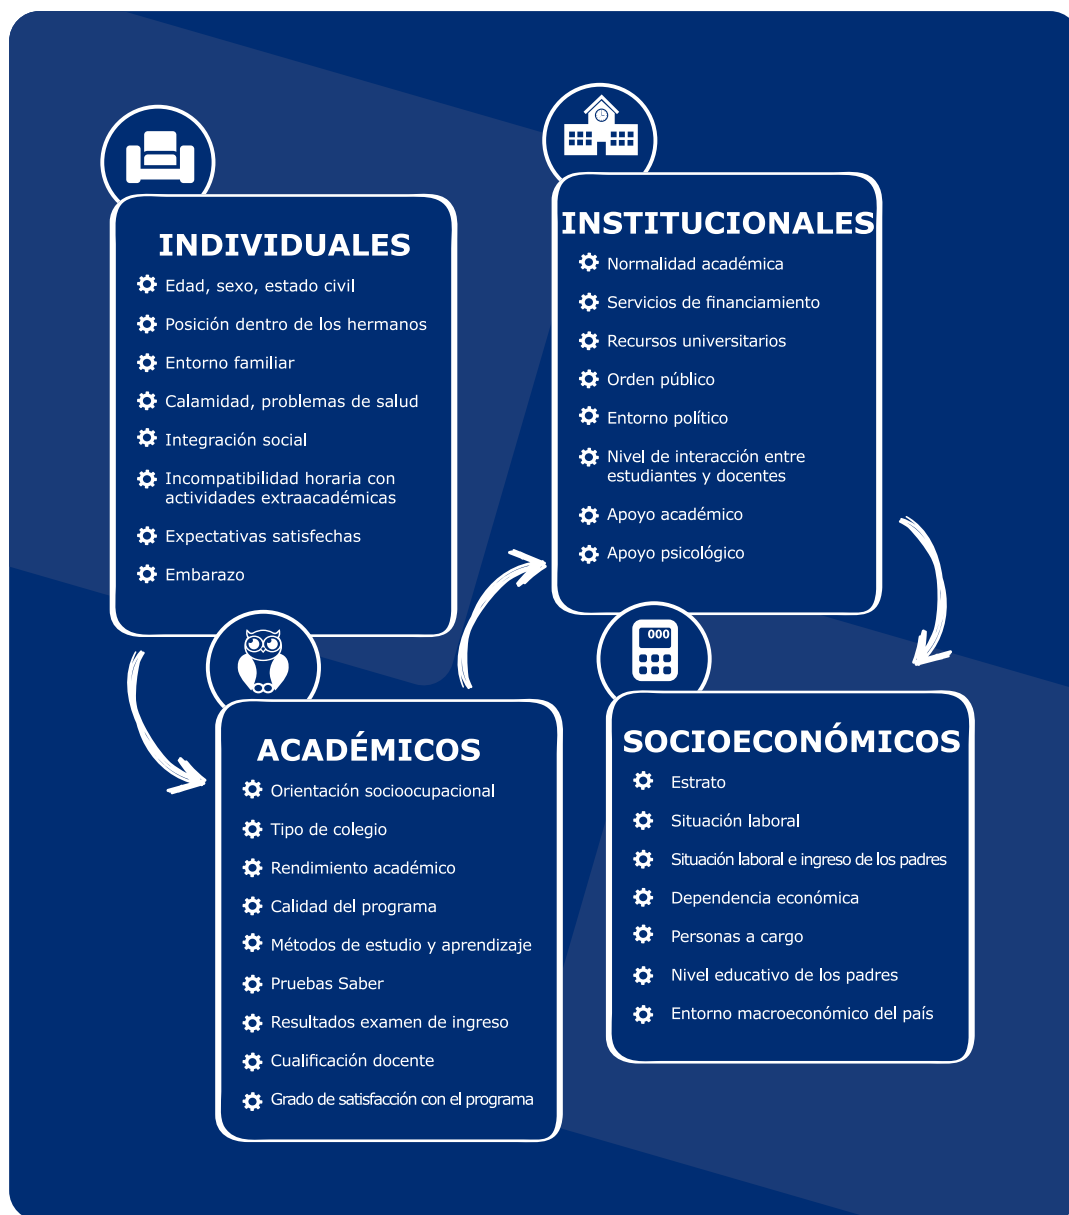 INDIVIDUALES
Edad, sexo, estado civil
Posición dentro de los hermanos
Entorno familiar
Calamidad, problemas de salud
Integración social
Incompatibilidad horaria con
actividades extraacadémicas
Expectativas satisfechas
Embarazo
ACADÉMICOS
Orientación socioocupacional
Tipo de colegio
Rendimiento académico
Calidad del programa
Métodos de estudio y aprendizaje
Pruebas Saber
Resultados examen de ingreso
Cualificación docente
Grado de satisfacción con el programa
INSTITUCIONALES
Normalidad académica
Servicios de financiamiento
Recursos universitarios
Orden público
Entorno político
Nivel de interacción entre
estudiantes y docentes
Apoyo académico
Apoyo psicológico
000
SOCIOECONÓMICOS
Estrato
Situación laboral
Situación laboral e ingreso de los padres
Dependencia económica
Personas a cargo
Nivel educativo de los padres
Entorno macroeconómico del país